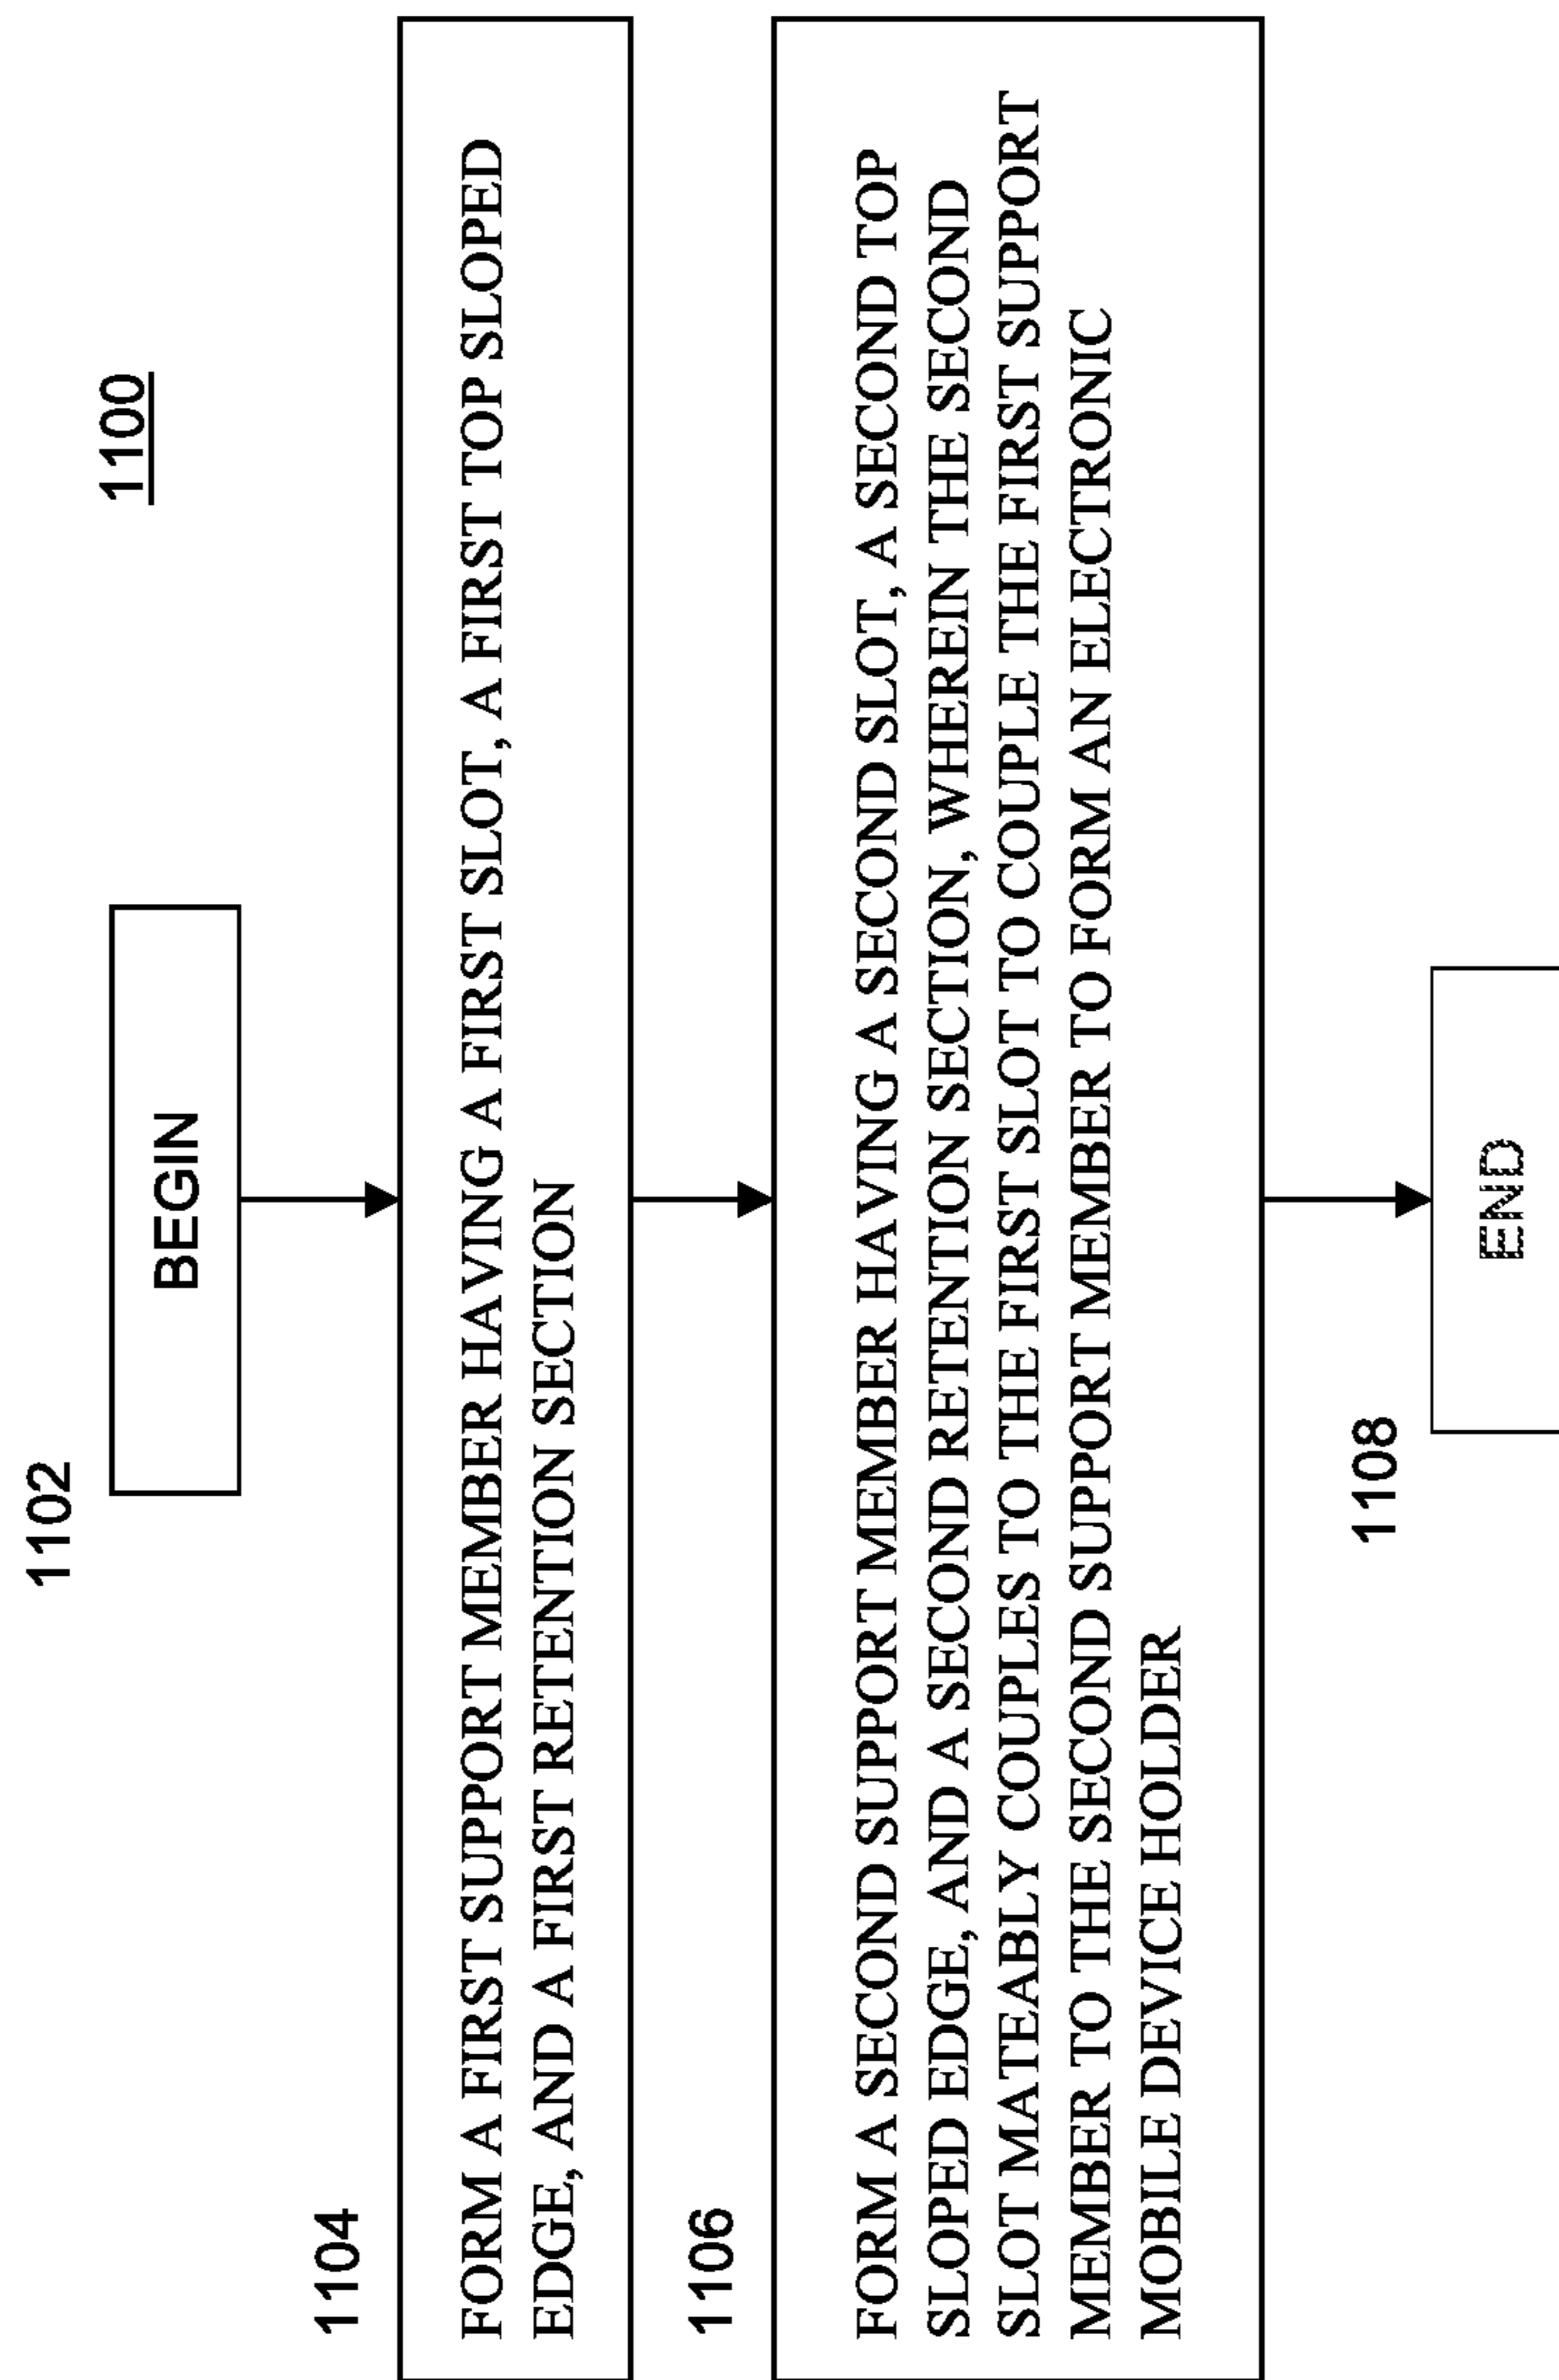 1100
1102
BEGIN
1104
FORM A FIRST SUPPORT MEMBER HAVING A FIRST SLOT, A FIRST TOP SLOPED
EDGE, AND A FIRST RETENTION SECTION
1106
FORM A SECOND SUPPORT MEMBER HAVING A SECOND SLOT, A SECOND TOP
SLOPED EDGE, AND A SECOND RETENTION SECTION, WHEREIN THE SECOND
SLOT MATEABLY COUPLES TO THE FIRST SLOT TO COUPLE THE FIRST SUPPORT
MEMBER TO THE SECOND SUPPORT MEMBER TO FORM AN ELECTRONIC
MOBILE DEVICE HOLDER
1108
END